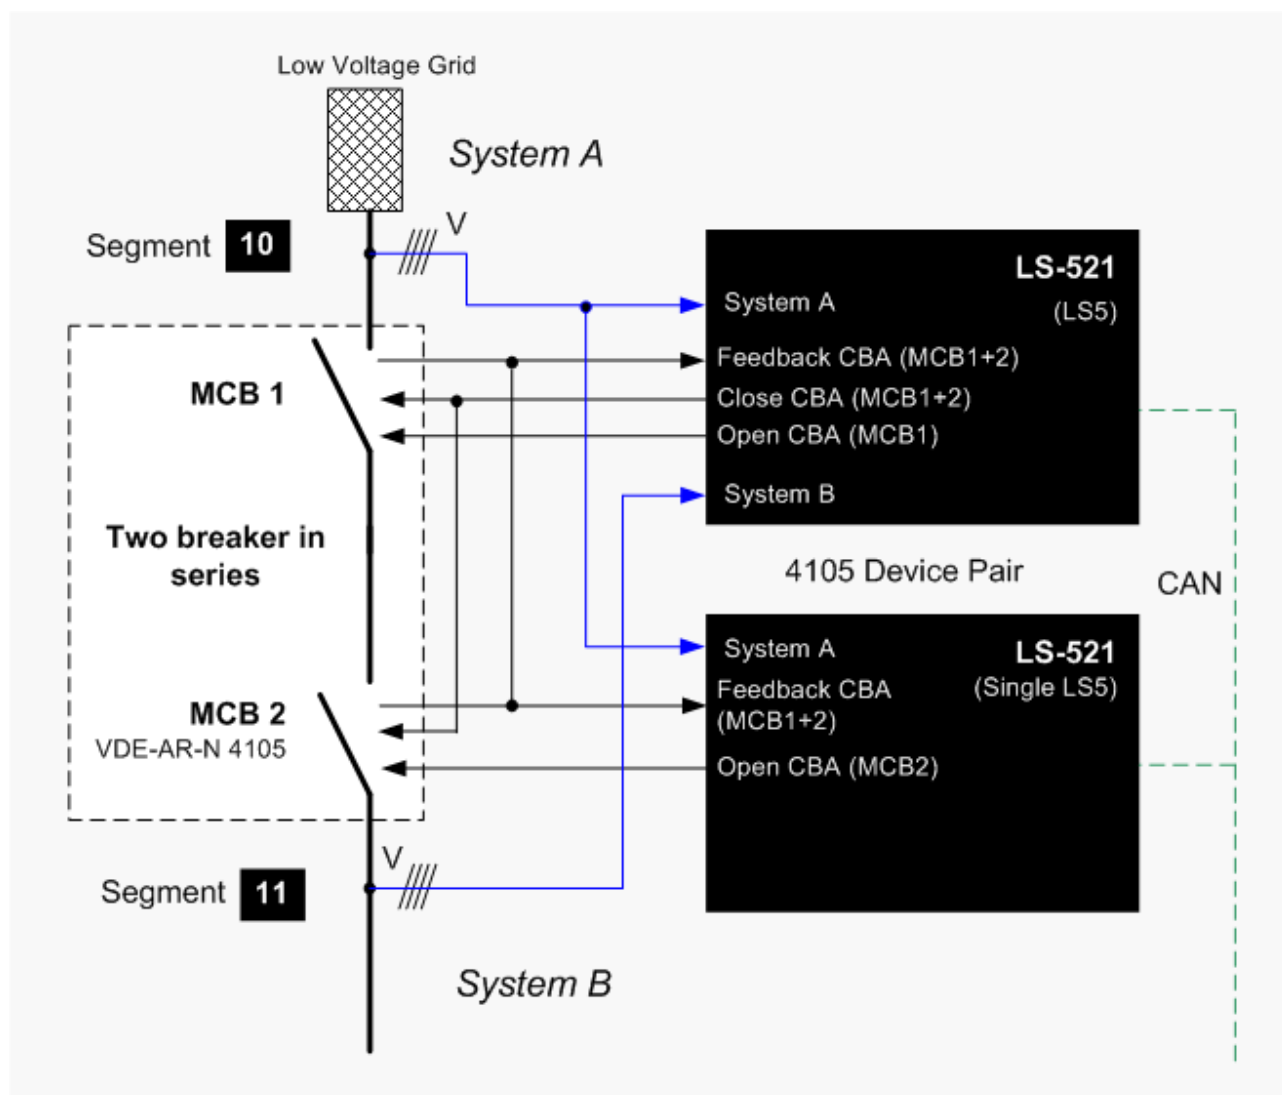 Low Voltage Grid
System A
V
Segment 10
LS-521
System A
(LS5)
Feedback CBA (MCB1+2)
MCB 1
Close CBA (MCB1+2)
Open CBA (MCB1)
System B
Two breaker in
series
4105 Device Pair
CAN
System A
LS-521
Feedback CBA
(Single LS5)
(MCB1+2)
MCB 2
VDE-AR-N 4105
Open CBA (MCB2)
V
Segment 11
System B